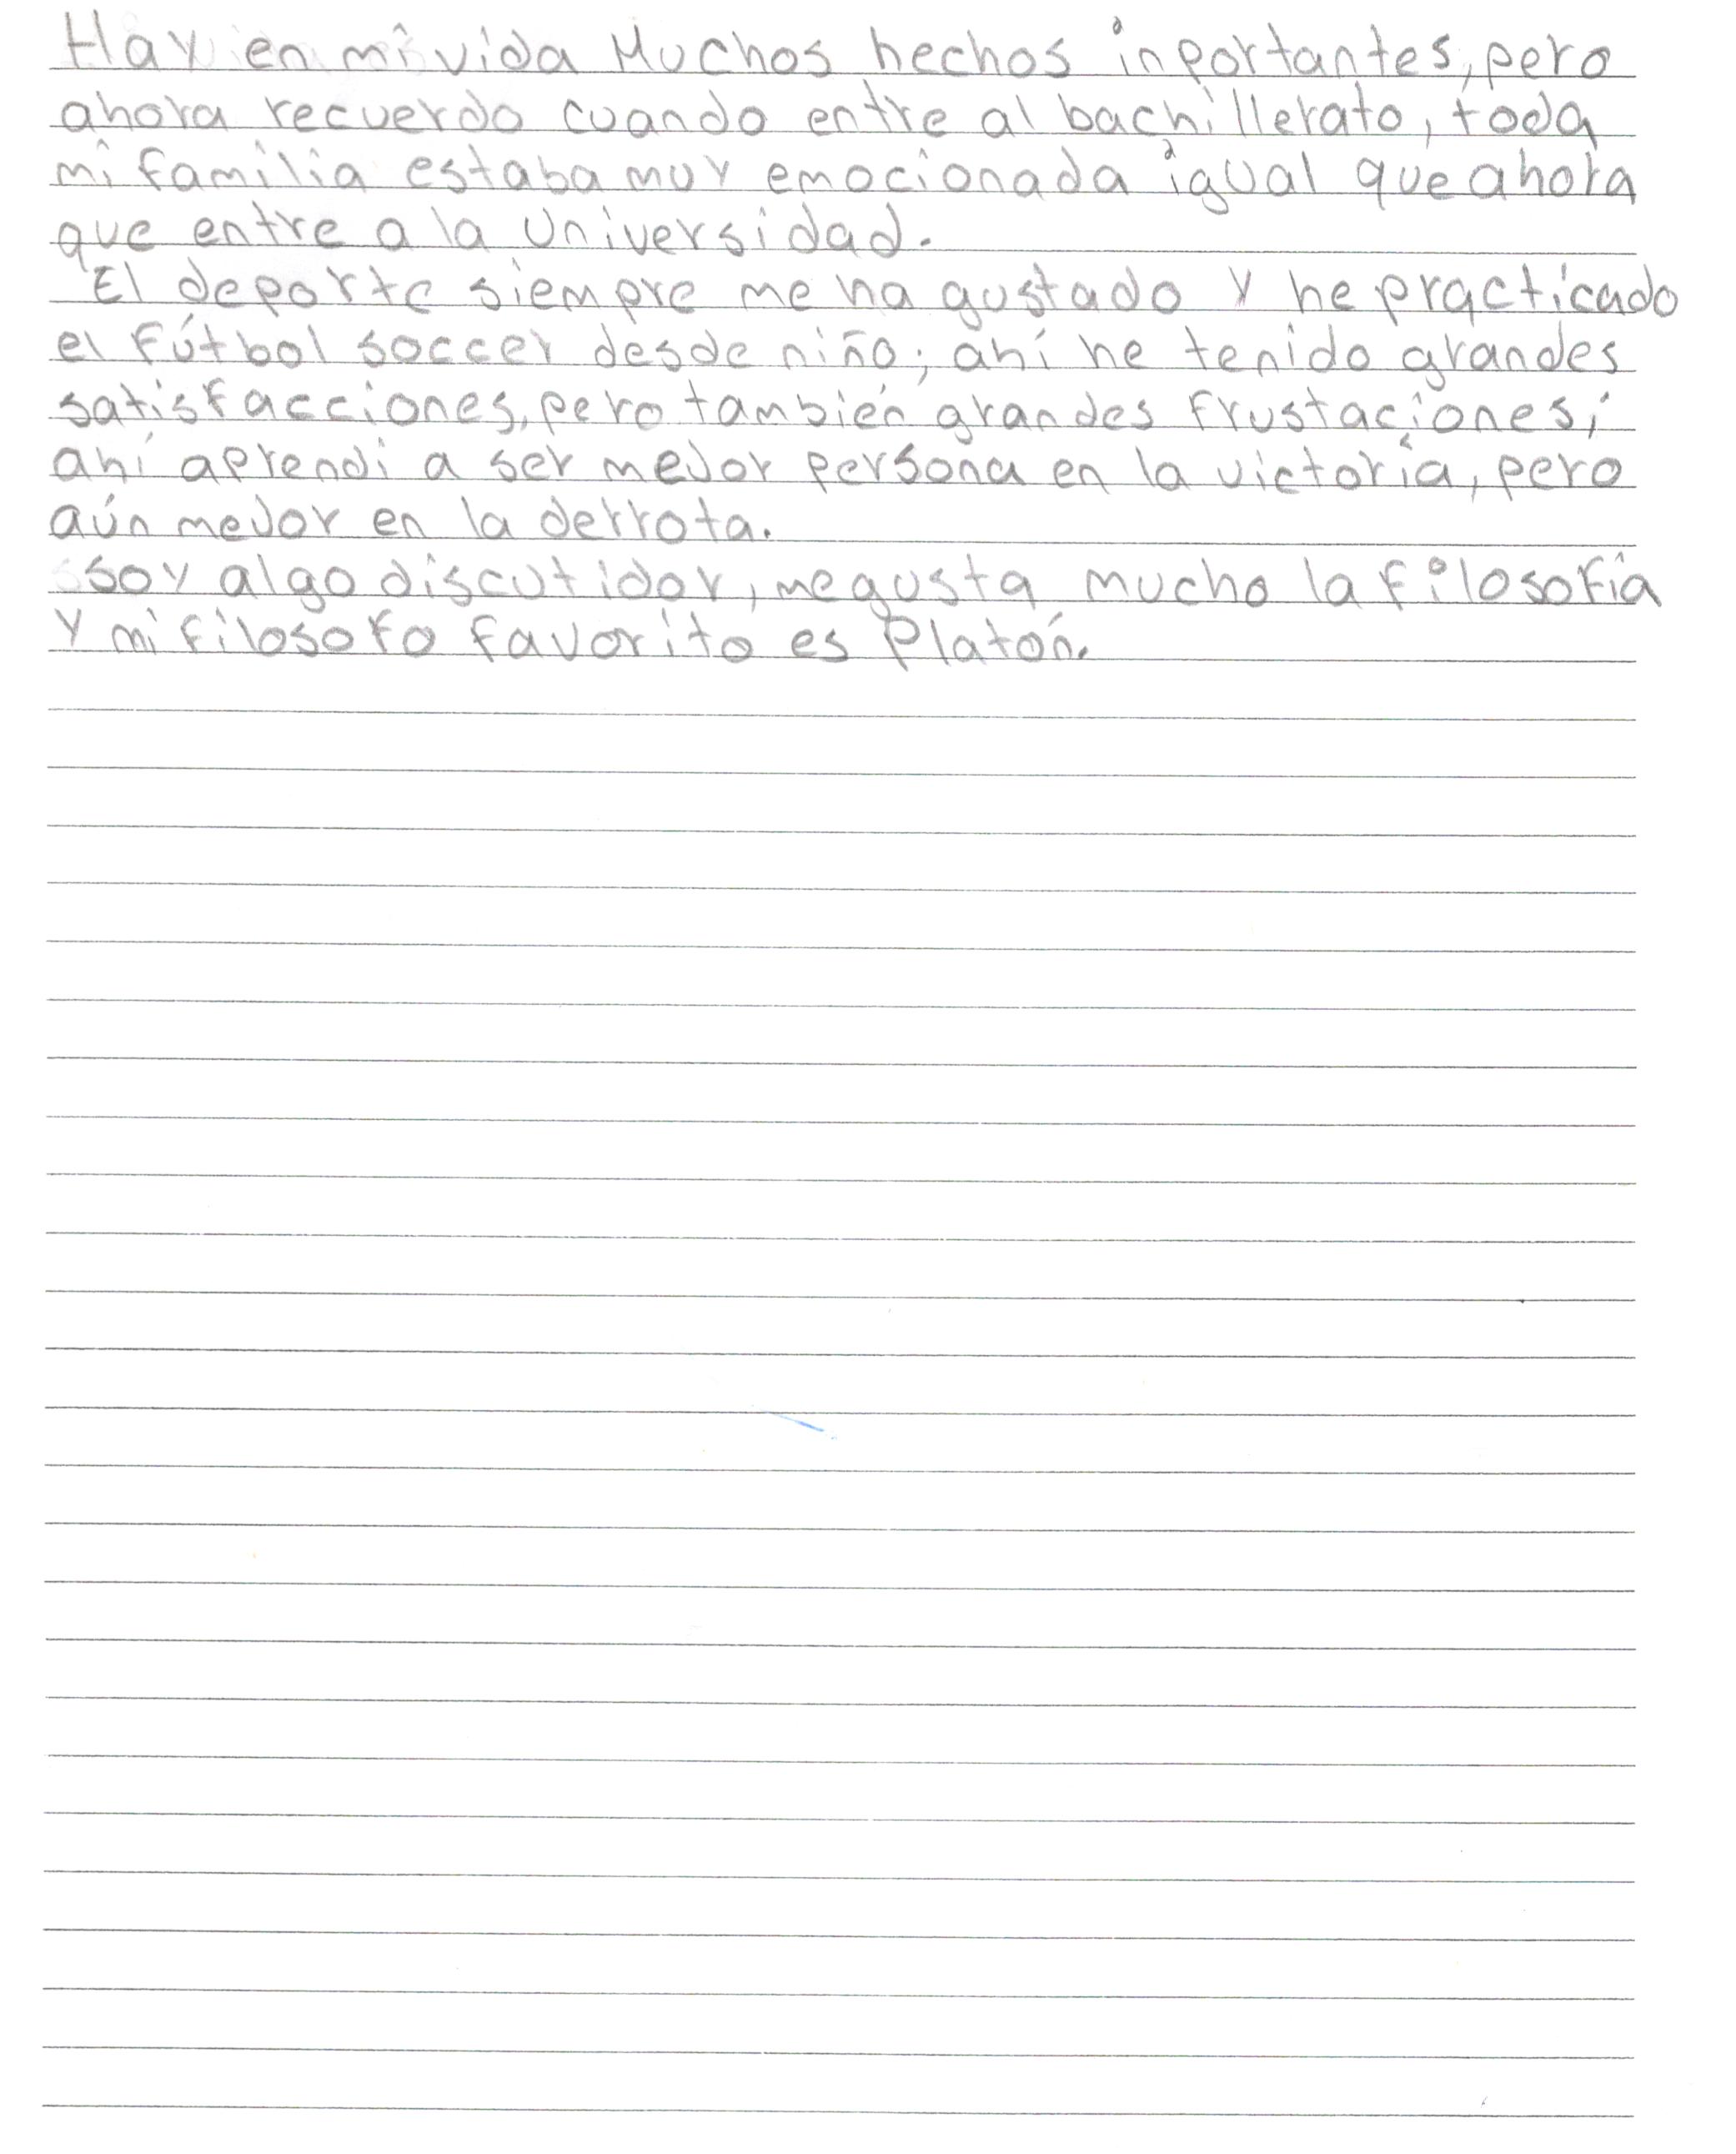 Hay en mi vida Muchos hechos inportantes, pero
ahora recuerdo cuando entre al bachillerato, toda
mi familia estaba muy emocionada igual que ahora
que entre a la Universidad.
El deporte siempre me ha gustado y he practicado
el fútbol soccer desde niño; ahí he tenido grandes
satisfacciones, pero también grandes frustaciones;
ahí aprendi a ser mejor persona en la victoria, pero
aún mejor en la derrota.
soy algo discutidor, me gusta mucho la filosofía
y mi filosofo favorito es Platón.